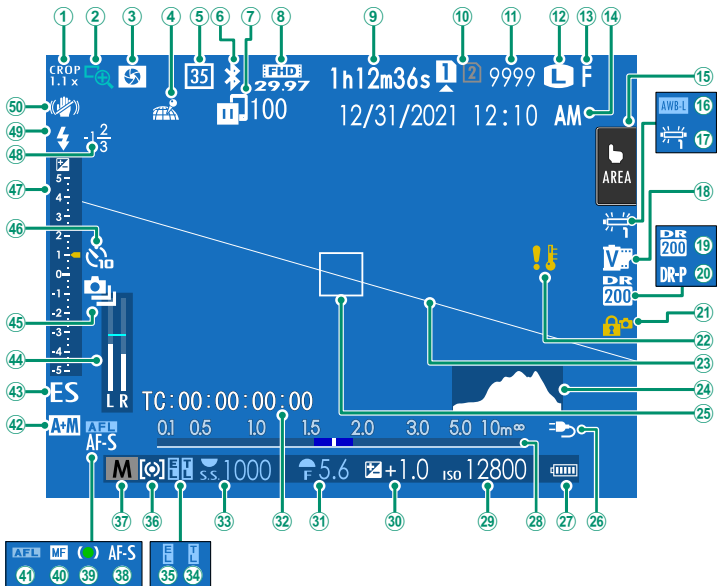 1 2 3 4 5 6 7 8 9 10 11 12 13 14
CROP 1.1 x 35 FHD 29.97 1h12m36s 1 2 9999 L F
100 12/31/2021 12:10 AM
15
AREA
50
49
48
-1 2/3
47
5
4
3
2
1
0
-1
-2
-3
-4
-5
46
10
45
44
L R
43
ES
42
A+M
AFL
AF-S
TC:00:00:00:00
0.1 0.5 1.0 1.5 2.0 3.0 5.0 10m ∞
M EL TL S.S. 1000 F 5.6 +1.0 ISO 12800
37 36 33 32 31 30 29 28 27 26
AFL MF AF-S
41 40 39 38
EL TL
35 34
AWB-L 16
1 17
1
18
V
DR 200
DR 200 19
DR-P 20
21
22
23
24
25